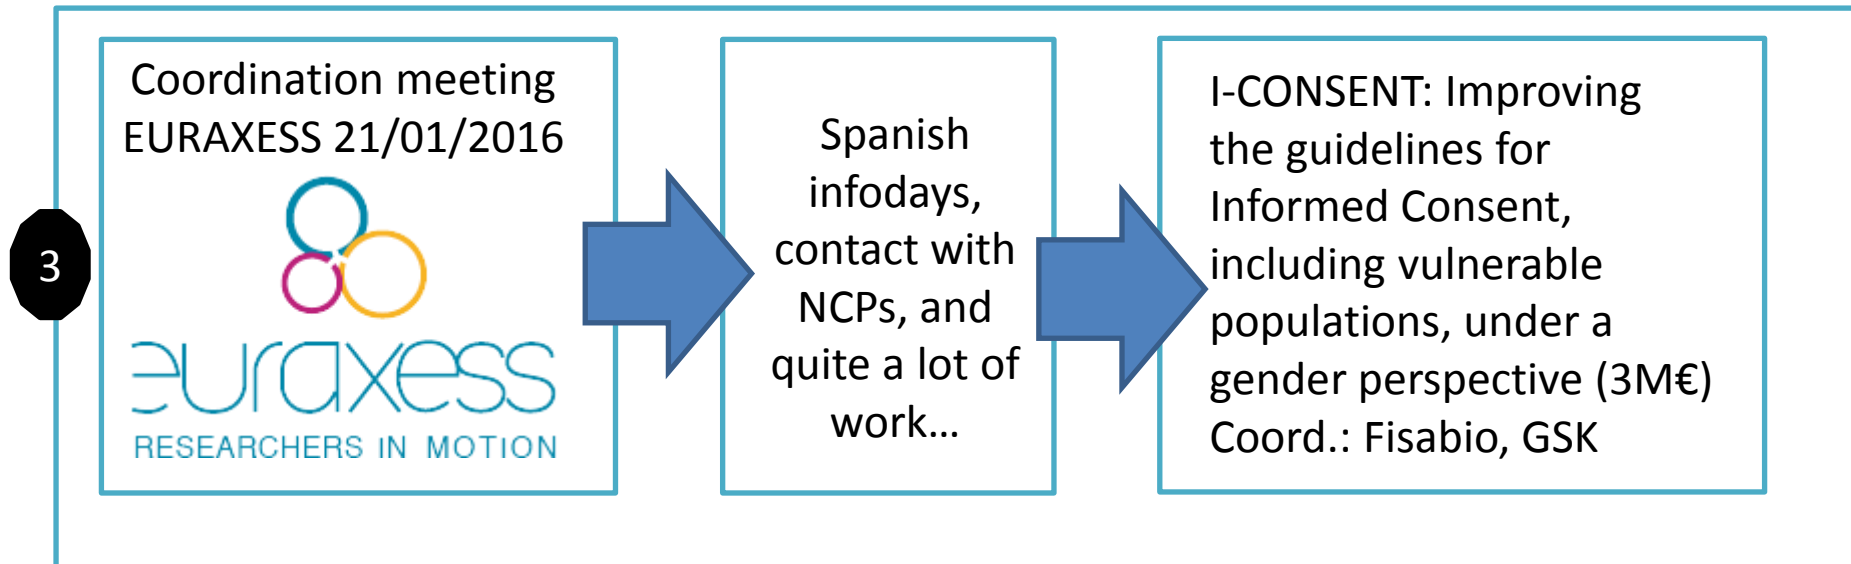 3
Coordination meeting
EURAXESS 21/01/2016
euraxess
RESEARCHERS IN MOTION
Spanish
infodays,
contact with
NCPs, and
quite a lot of
work…
I-CONSENT: Improving
the guidelines for
Informed Consent,
including vulnerable
populations, under a
gender perspective (3M€)
Coord.: Fisabio, GSK